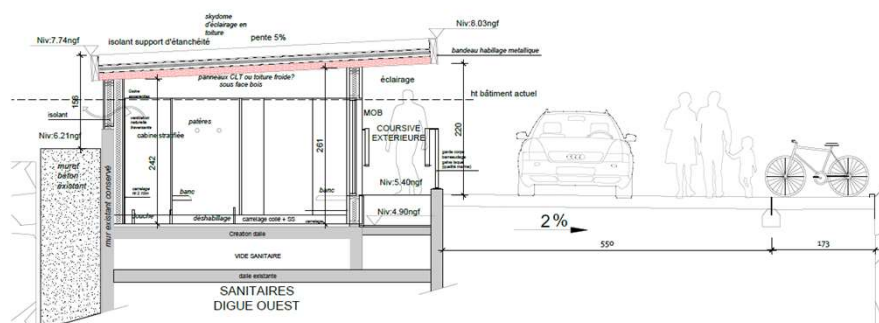 skydome
d'éclairage en
toiture
Niv:8.03ngf
Niv:7.74ngf
isolant support d'étanchéité
pente 5%
bandeau habillage metallique
panneaux CLT ou toiture froide?
sous face bois
éclairage
ht bâtiment actuel
156
isolant
patères
MOB
cabine stratifiée
COURSIVE
EXTERIEURE
220
Niv:6.21ngf
242
261
muret
béton
existant
mur existant conservé
banc
banc
Niv:5.40ngf
Niv:4.90ngf
douche
déshabillage
carrelage collé + SS
carrelage
2%
Création dalle
550
173
VIDE SANITAIRE
dalle existante
SANITAIRES
DIGUE OUEST